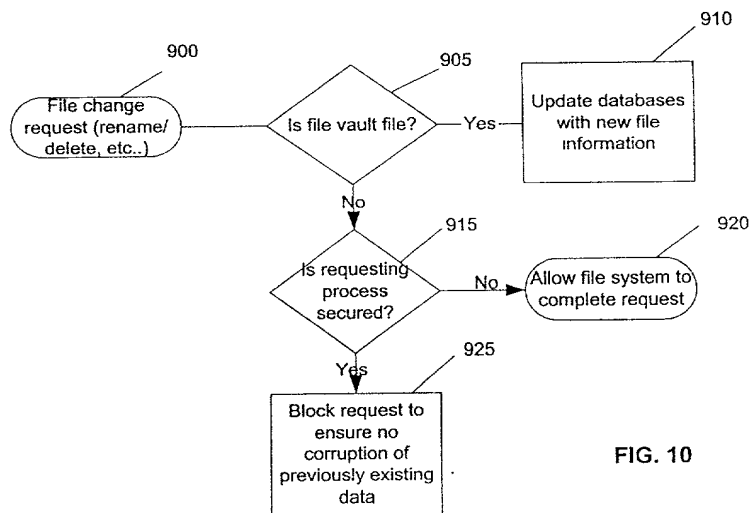 900
File change
request (rename/
delete, etc..)
905
Is file vault file?
Yes
910
Update databases
with new file
information
No
915
Is requesting
process
secured?
No
920
Allow file system to
complete request
Yes
925
Block request to
ensure no
corruption of
previously existing
data
FIG. 10